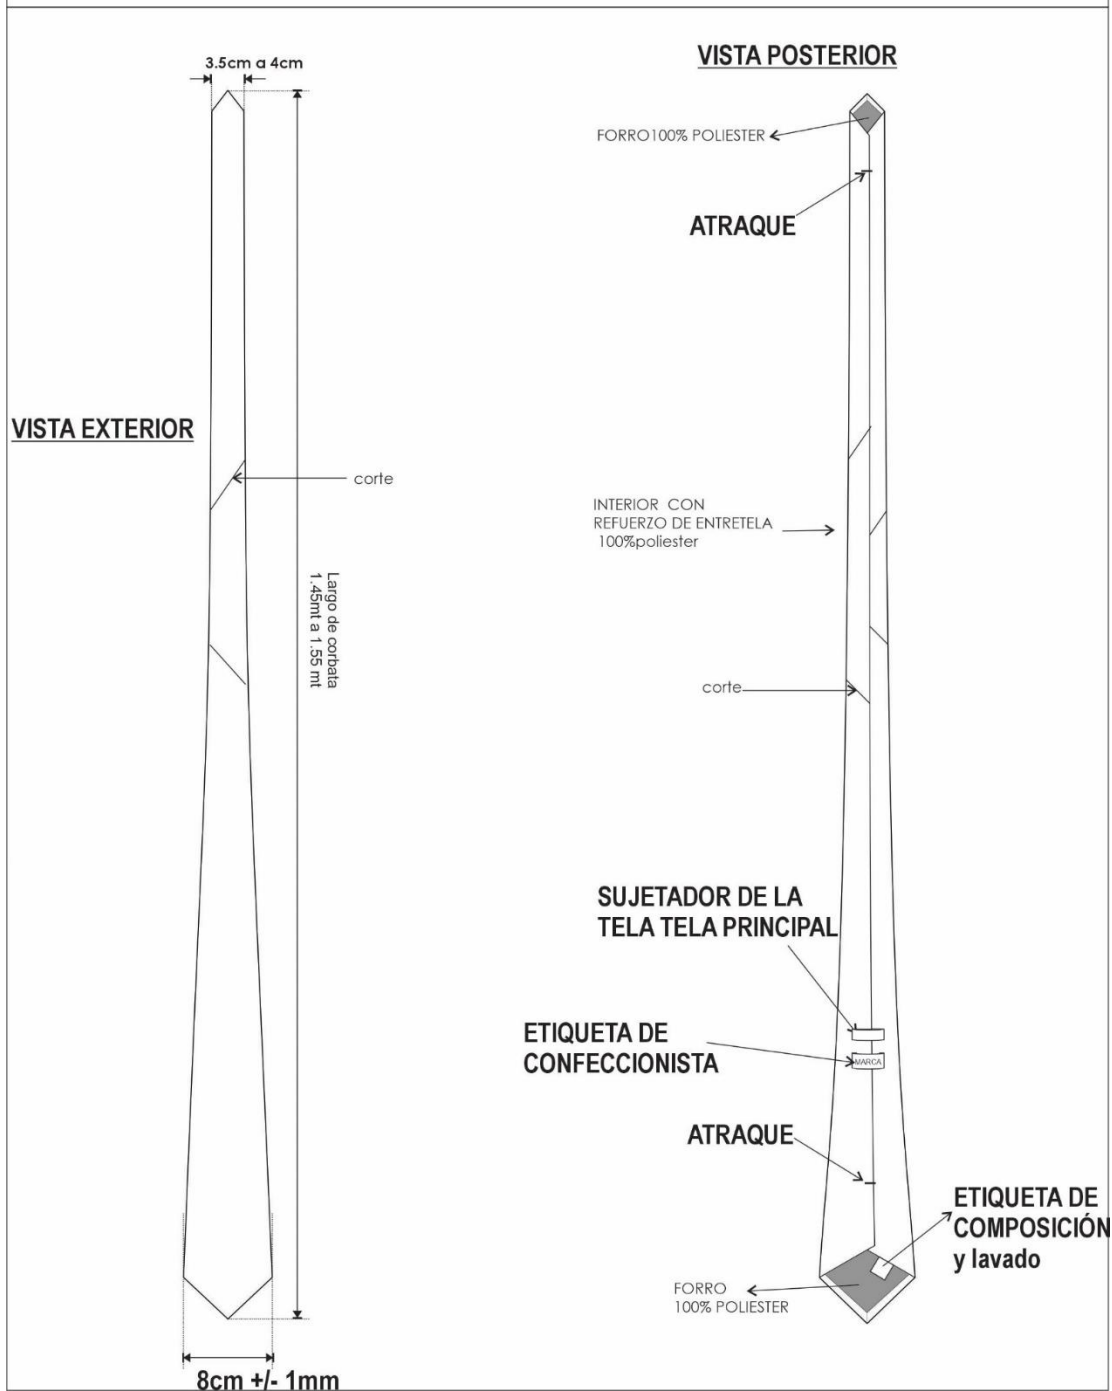 3.5cm a 4cm
VISTA EXTERIOR
corte
Largo de corbata
1.45mt a 1.55 mt
8cm +/- 1mm
VISTA POSTERIOR
FORRO100% POLIESTER
ATRAQUE
INTERIOR CON
REFUERZO DE ENTRETELA
100%poliester
corte
SUJETADOR DE LA
TELA TELA PRINCIPAL
ETIQUETA DE
CONFECCIONISTA
MARCA
ATRAQUE
ETIQUETA DE
COMPOSICIÓN
y lavado
FORRO
100% POLIESTER